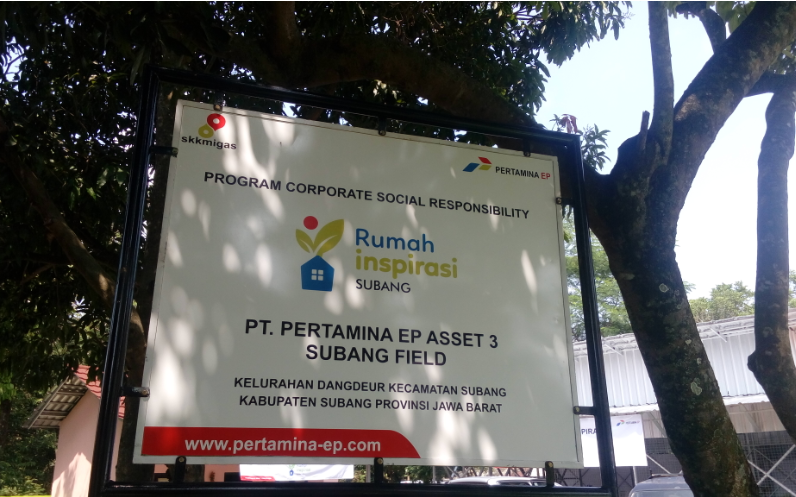 skkmigas
PERTAMINA EP
PROGRAM CORPORATE SOCIAL RESPONSIBILITY
Rumah
inspirasi
SUBANG
PT. PERTAMINA EP ASSET 3
SUBANG FIELD
KELURAHAN DANGDEUR KECAMATAN SUBANG
KABUPATEN SUBANG PROVINSI JAWA BARAT
www.pertamina-ep.com